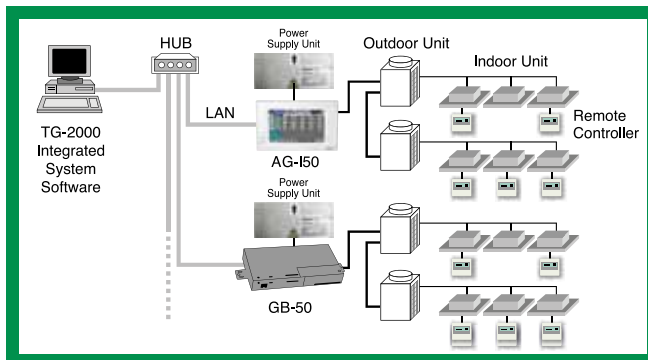 HUB
Power
Supply Unit
Outdoor Unit
Indoor Unit
LAN
Remote
Controller
TG-2000
Integrated
System
Software
AG-I50
Power
Supply Unit
GB-50